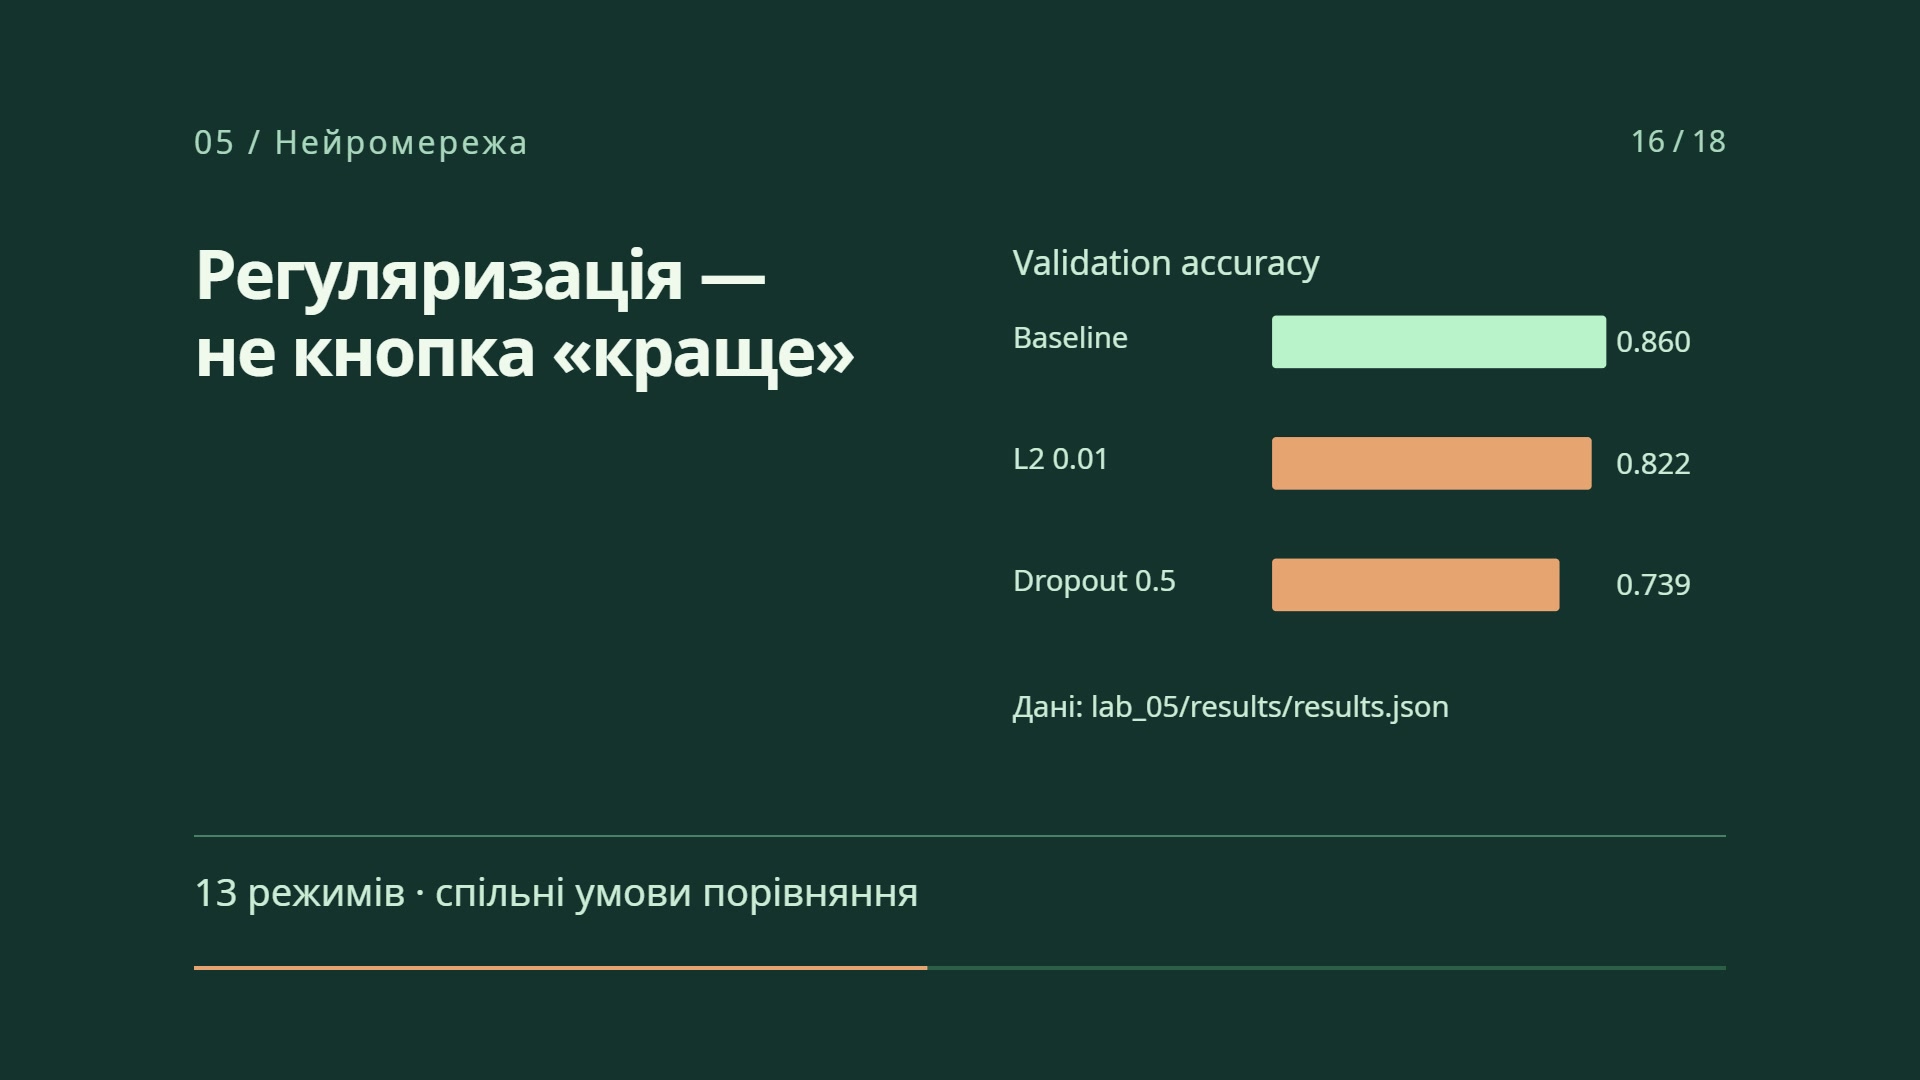 05 / Нейромережа
16 / 18
Регуляризація —
не кнопка «краще»
Validation accuracy
Baseline
0.860
L2 0.01
0.822
Dropout 0.5
0.739
Дані: lab_05/results/results.json
13 режимів · спільні умови порівняння